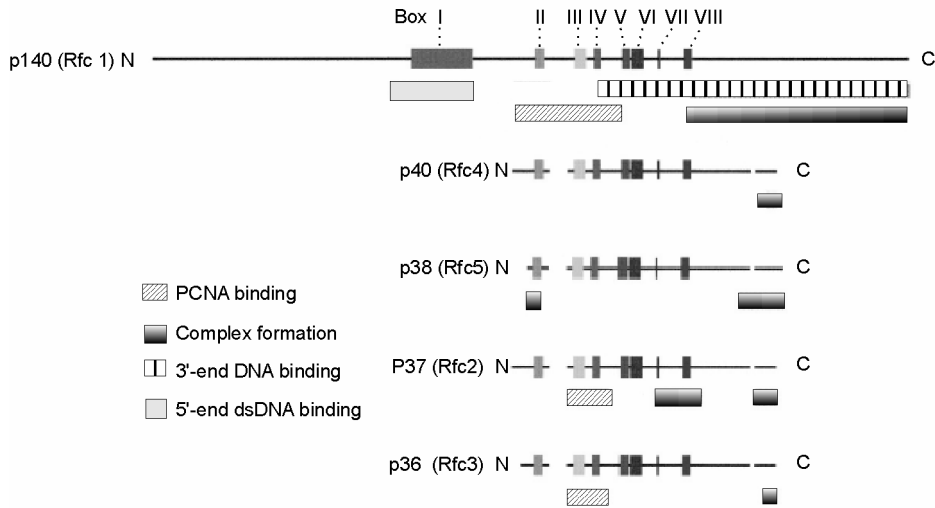 Box I II III IV V VI VII VIII
p140 (Rfc 1) N C
p40 (Rfc4) N C
p38 (Rfc5) N C
PCNA binding
Complex formation
3'-end DNA binding
P37 (Rfc2) N C
5'-end dsDNA binding
p36 (Rfc3) N C